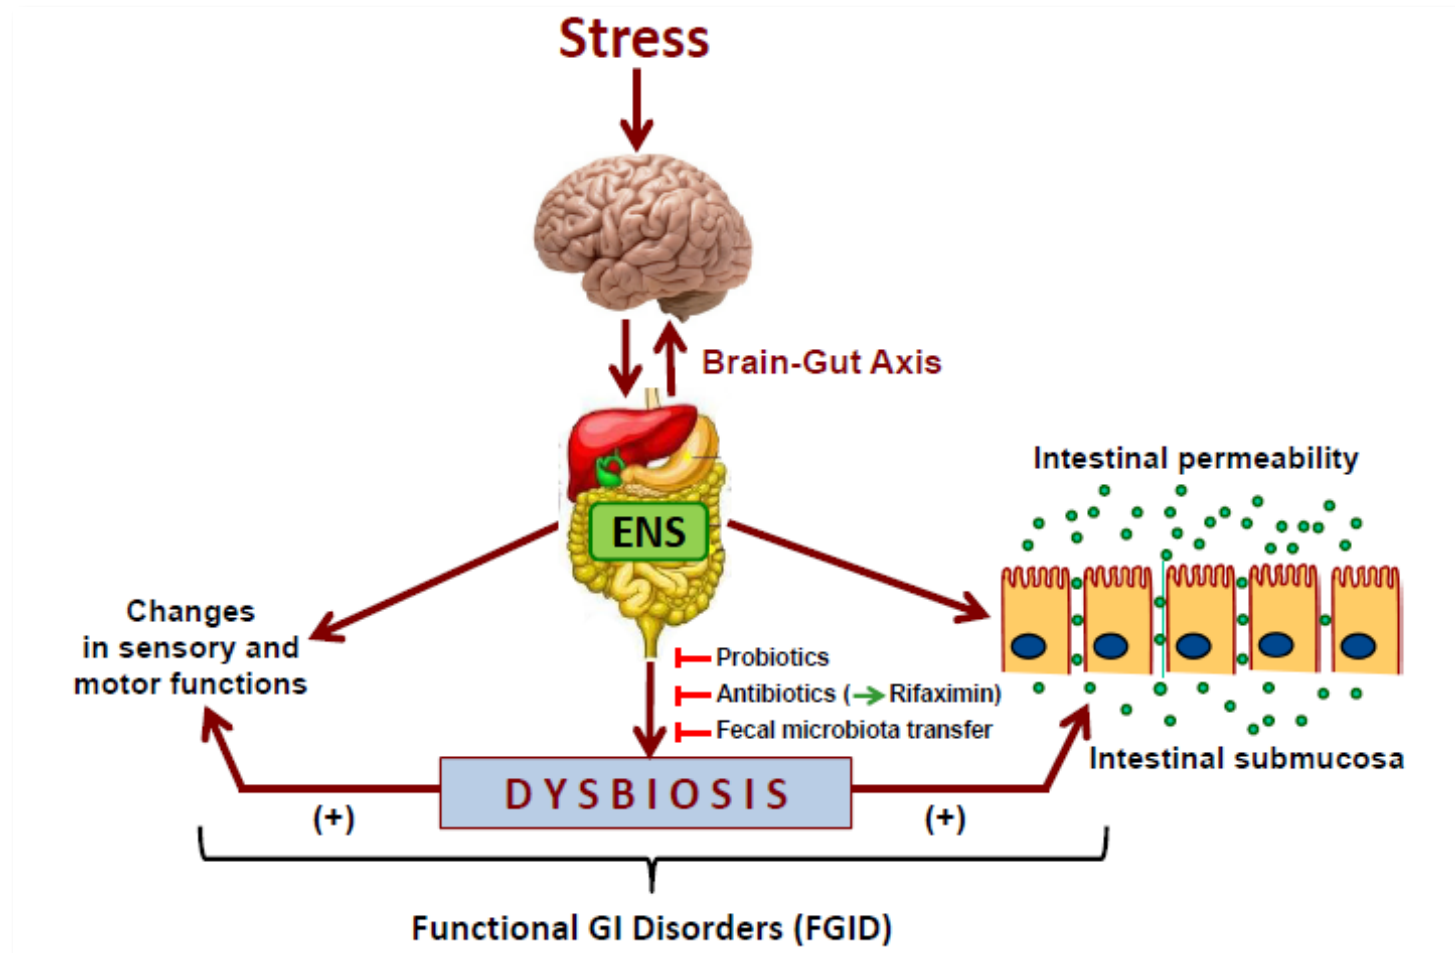 Stress
Brain-Gut Axis
Intestinal permeability
ENS
Changes
in sensory and
motor functions
Probiotics
Antibiotics (→ Rifaximin)
Fecal microbiota transfer
Intestinal submucosa
DYSBIOSIS
(+)
(+)
Functional GI Disorders (FGID)